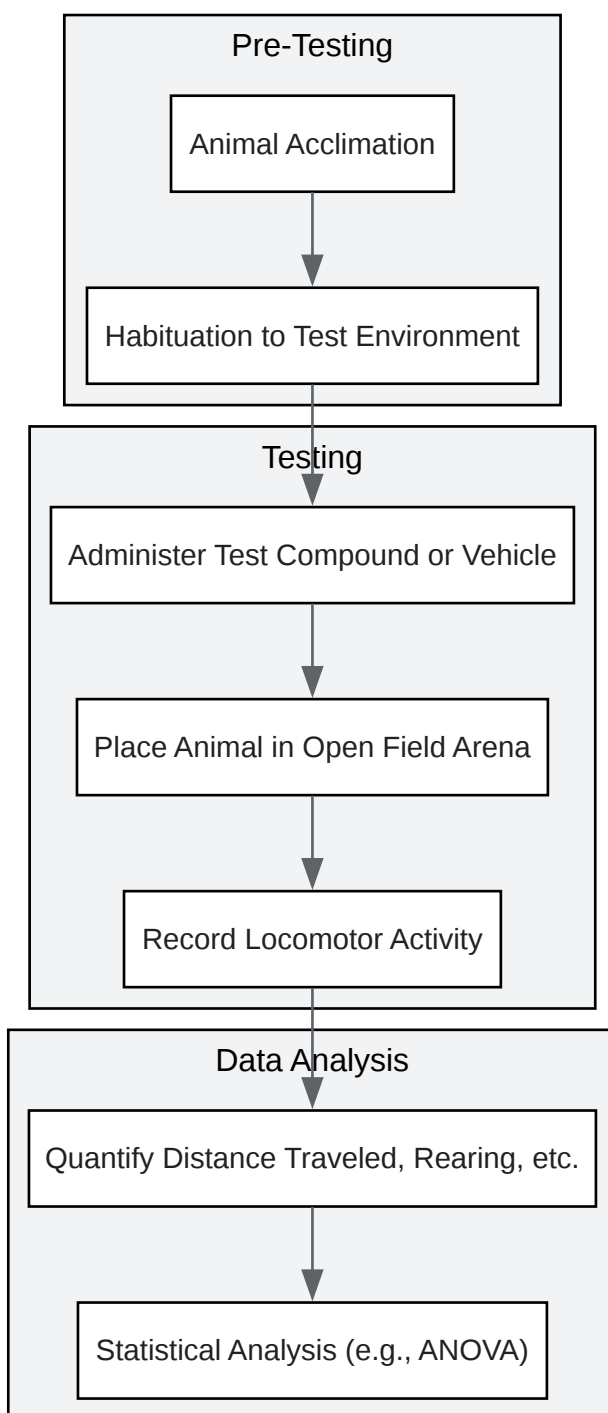 Pre-Testing
Animal Acclimation
Habituation to Test Environment
Testing
Administer Test Compound or Vehicle
Place Animal in Open Field Arena
Record Locomotor Activity
Data Analysis
Quantify Distance Traveled, Rearing, etc.
Statistical Analysis (e.g., ANOVA)